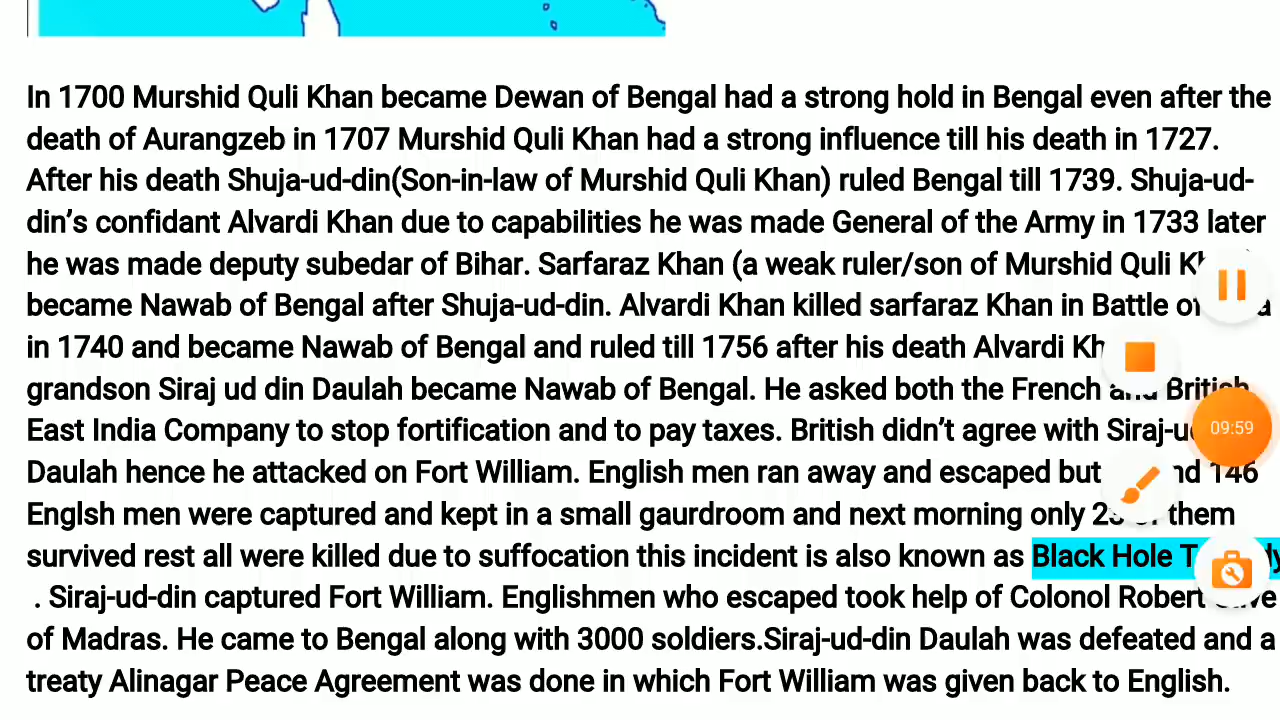 In 1700 Murshid Quli Khan became Dewan of Bengal had a strong hold in Bengal even after the
death of Aurangzeb in 1707 Murshid Quli Khan had a strong influence till his death in 1727.
After his death Shuja-ud-din(Son-in-law of Murshid Quli Khan) ruled Bengal till 1739. Shuja-ud-
din’s confidant Alvardi Khan due to capabilities he was made General of the Army in 1733 later
he was made deputy subedar of Bihar. Sarfaraz Khan (a weak ruler/son of Murshid Quli
became Nawab of Bengal after Shuja-ud-din. Alvardi Khan killed sarfaraz Khan in Battle of
in 1740 and became Nawab of Bengal and ruled till 1756 after his death Alvardi
grandson Siraj ud din Daulah became Nawab of Bengal. He asked both the French and British
East India Company to stop fortification and to pay taxes. British didn’t agree with
Daulah hence he attacked on Fort William. English men ran away and escaped but 146
Englsh men were captured and kept in a small gaurdroom and next morning only them
survived rest all were killed due to suffocation this incident is also known as Black Hole
. Siraj-ud-din captured Fort William. Englishmen who escaped took help of Colonol Robert
of Madras. He came to Bengal along with 3000 soldiers.Siraj-ud-din Daulah was defeated and a
treaty Alinagar Peace Agreement was done in which Fort William was given back to English.
09:59